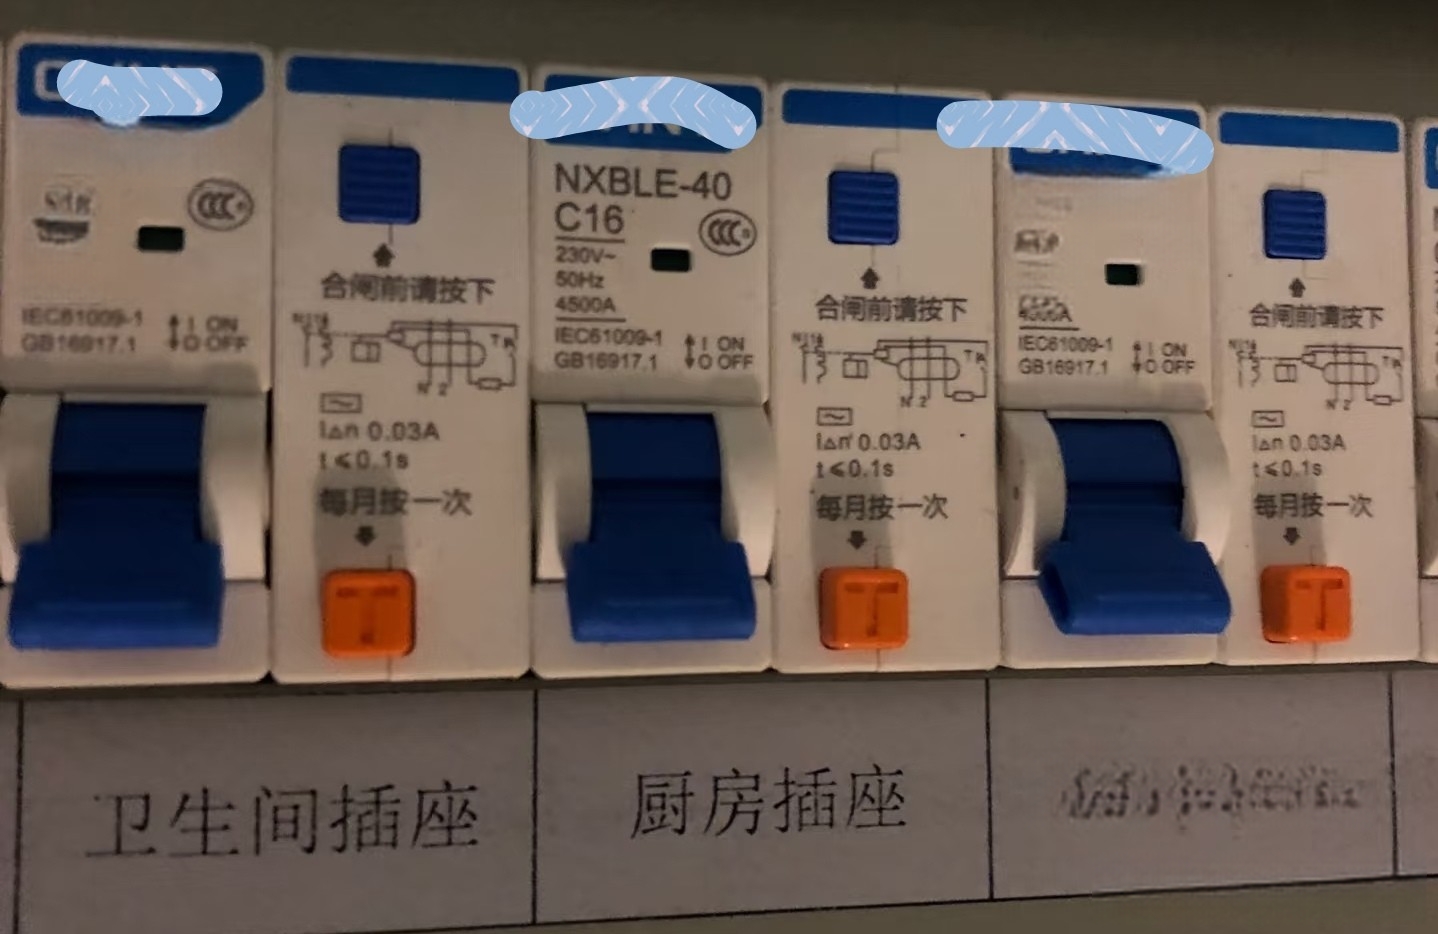 IEC61009-1
GB16917.1
I ON
O OFF
合闸前请按下
N 2
I△n 0.03A
t≤0.1s
每月按一次
T
NXBLE-40
C16
230V~
50Hz
4500A
IEC61009-1
GB16917.1
I ON
O OFF
合闸前请按下
N 2
I△n 0.03A
t≤0.1s
每月按一次
T
IEC61009-1
GB16917.1
I ON
O OFF
合闸前请按下
N 2
I△n 0.03A
t≤0.1s
每月按一次
T
卫生间插座
厨房插座